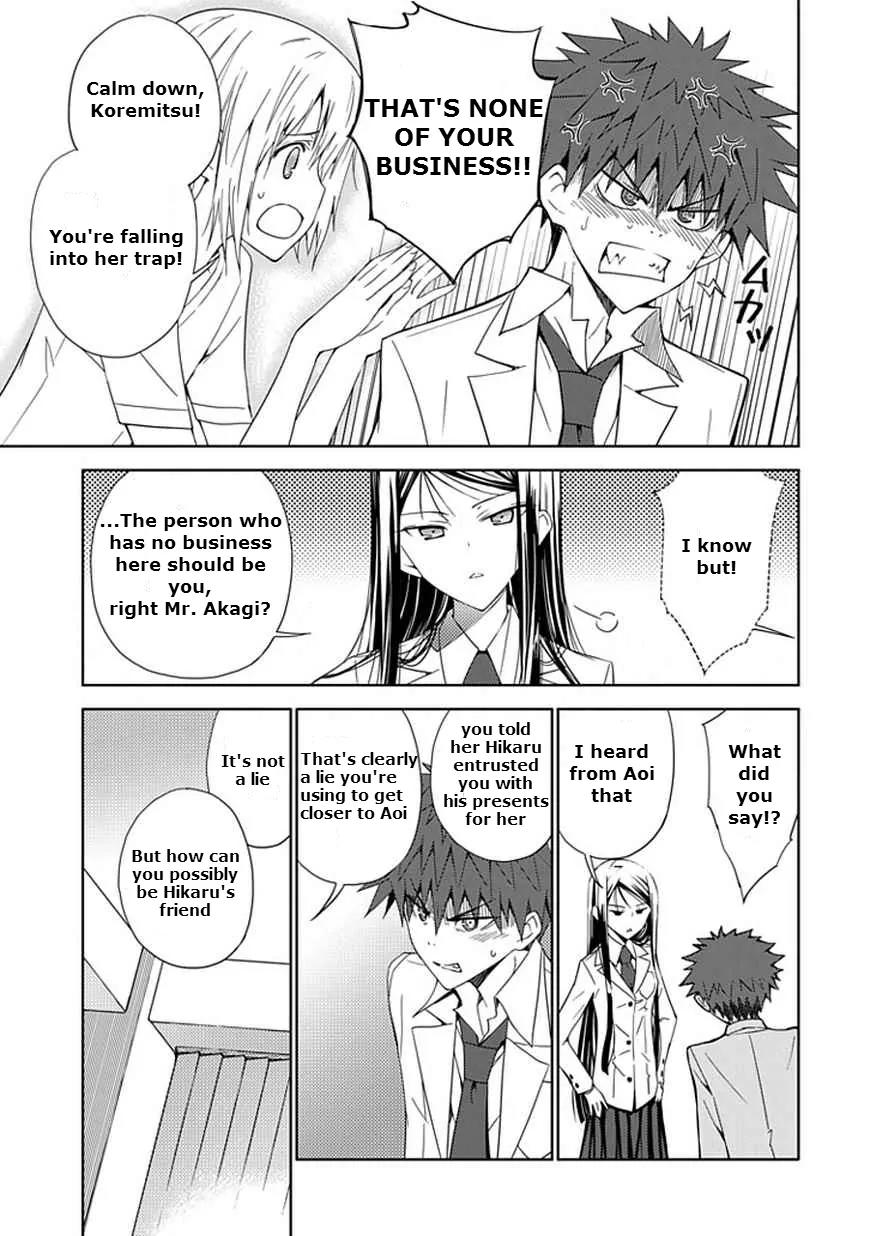 THAT'S NONE
OF YOUR
BUSINESS!!
Calm down,
Koremitsu!
You're falling
into her trap!
ムカッ
I know
but!
...The person who
has no business
here should be
you,
right Mr. Akagi?
What
did
you
say!?
I heard
from Aoi
that
you told
her Hikaru
entrusted
you with
his presents
for her
That's clearly
a lie you're
using to get
closer to Aoi
It's not
a lie
But how can
you possibly
be Hikaru's
friend